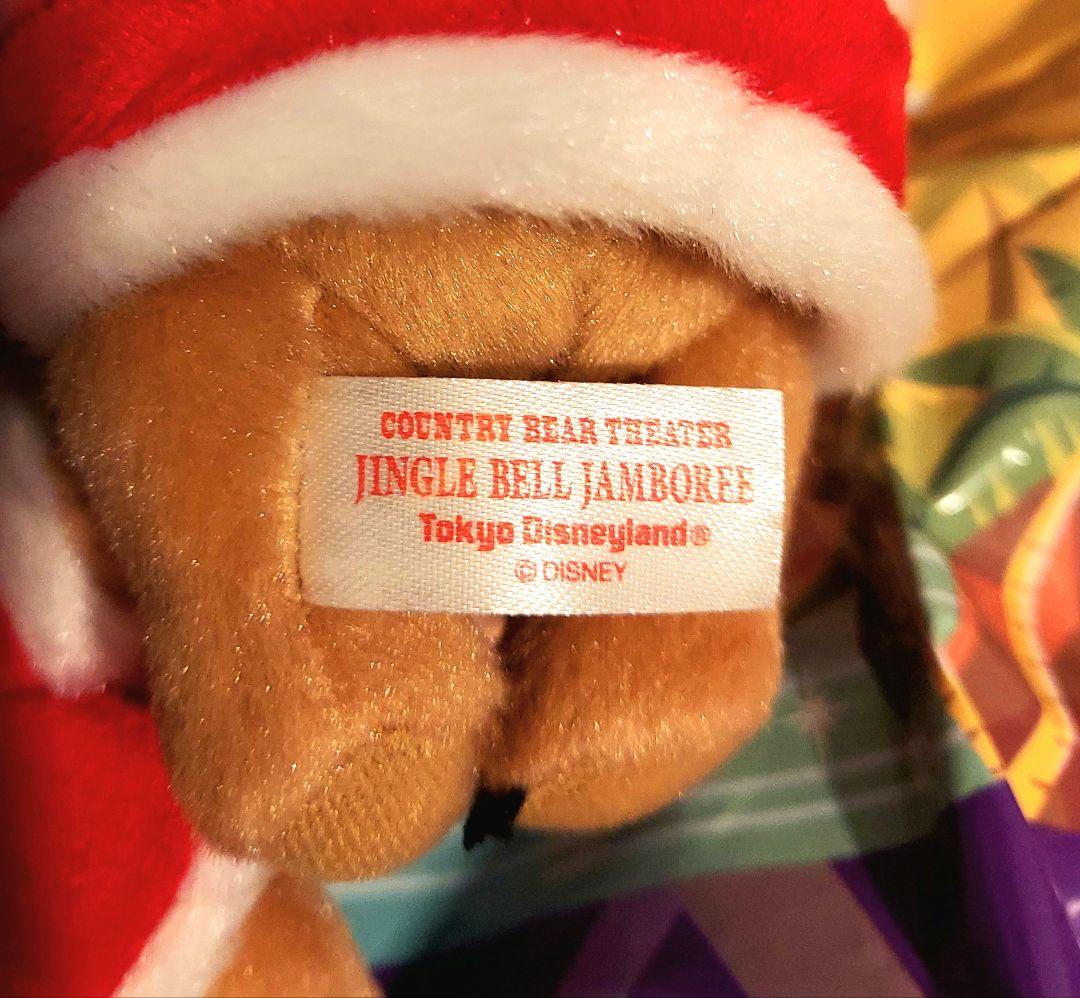 COUNTRY BEAR THEATER
JINGLE BELL JAMBOREE
Tokyo Disneyland®
© DISNEY